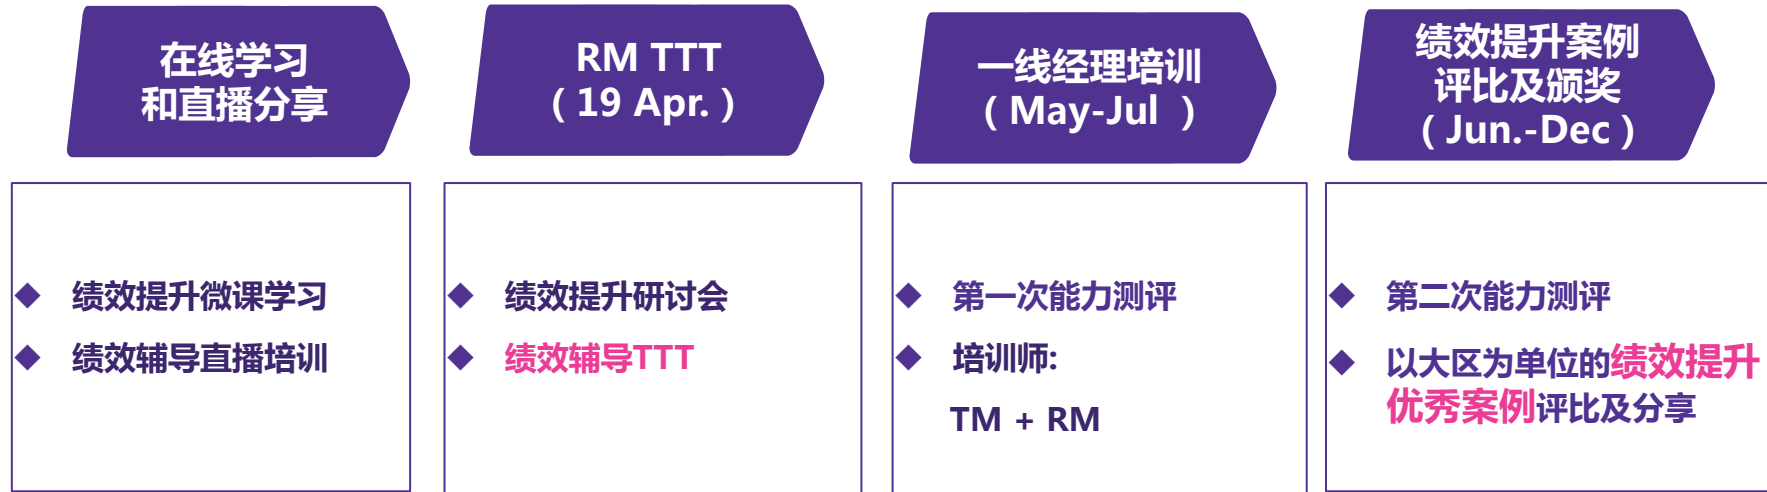 在线学习
和直播分享
RM TTT
( 19 Apr. )
一线经理培训
( May-Jul )
绩效提升案例
评比及颁奖
( Jun.-Dec )
◆ 绩效提升微课学习
◆ 绩效辅导直播培训
◆ 绩效提升研讨会
◆ 绩效辅导TTT
◆ 第一次能力测评
◆ 培训师:
TM + RM
◆ 第二次能力测评
◆ 以大区为单位的绩效提升
优秀案例评比及分享